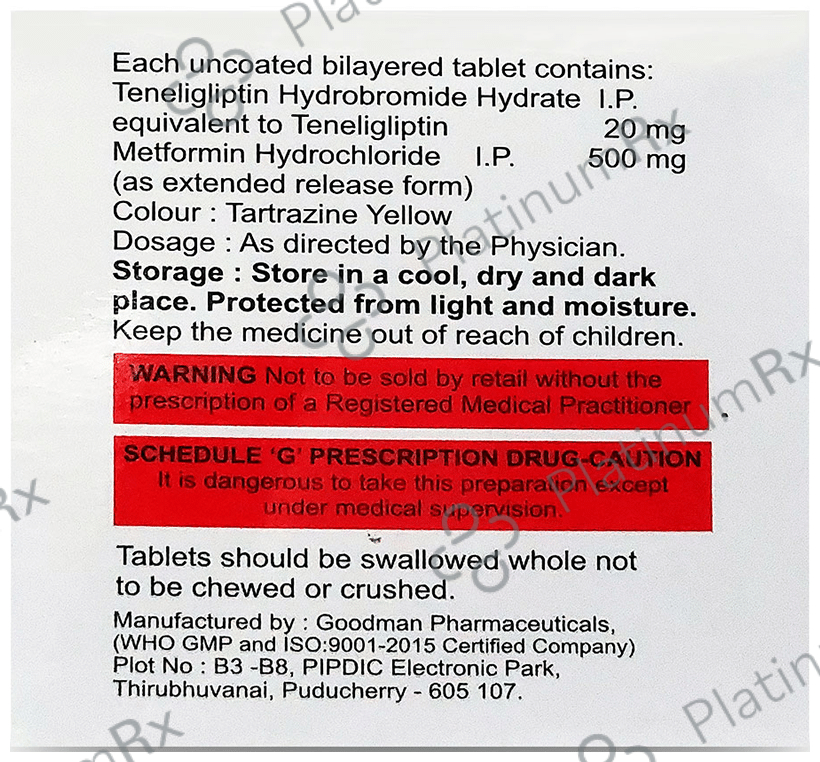 Each uncoated bilayered tablet contains:
Teneligliptin Hydrobromide Hydrate I.P.
equivalent to Teneligliptin 20 mg
Metformin Hydrochloride I.P. 500 mg
(as extended release form)
Colour : Tartrazine Yellow
Dosage : As directed by the Physician.
Storage : Store in a cool, dry and dark
place. Protected from light and moisture.
Keep the medicine out of reach of children.
WARNING Not to be sold by retail without the
prescription of a Registered Medical Practitioner
SCHEDULE 'G' PRESCRIPTION DRUG-CAUTION
It is dangerous to take this preparation except
under medical supervision.
Tablets should be swallowed whole not
to be chewed or crushed.
Manufactured by : Goodman Pharmaceuticals,
(WHO GMP and ISO:9001-2015 Certified Company)
Plot No : B3 -B8, PIPDIC Electronic Park,
Thirubhuvanai, Puducherry - 605 107.
Platinum
PlatinumRx
PlatinumRx
Rx
Platin
mRx